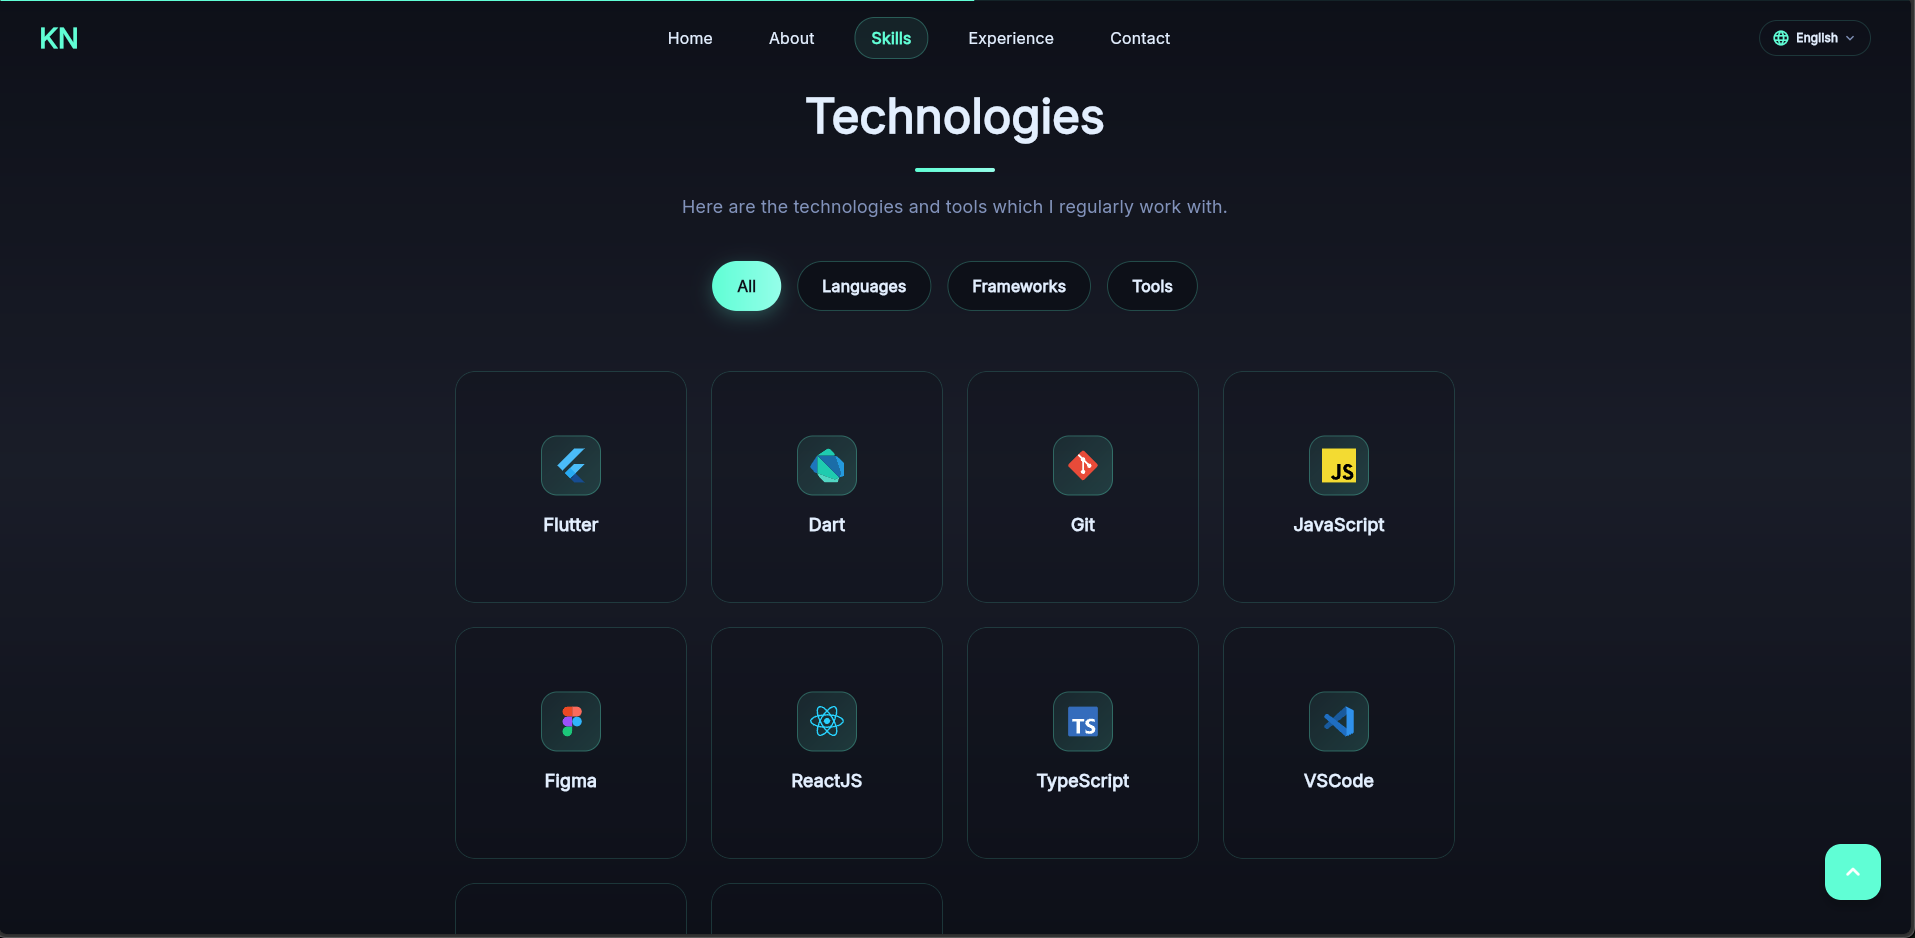 KN
Home About Skills Experience Contact
English
Technologies
Here are the technologies and tools which I regularly work with.
All Languages Frameworks Tools
JS
Flutter Dart Git JavaScript
TS
Figma ReactJS TypeScript VSCode